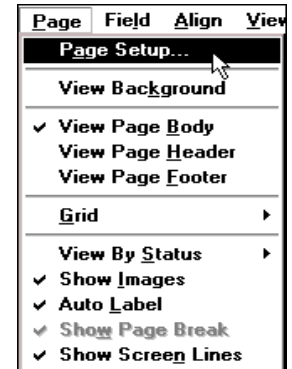 Page Field Align View
Page Setup...
View Background
View Page Body
View Page Header
View Page Footer
Grid
View By Status
Show Images
Auto Label
Show Page Break
Show Screen Lines